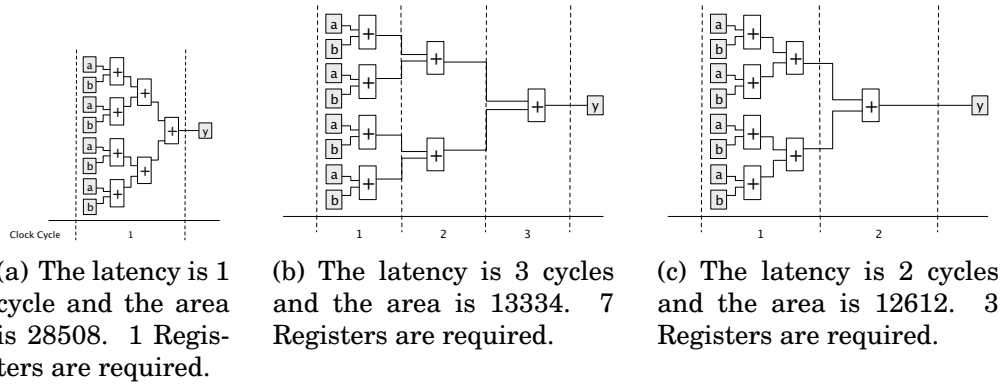 a
b
a
b
a
b
a
b
+
+
+
+
+
+
+
y
Clock Cycle
1
a
b
a
b
a
b
a
b
+
+
+
+
+
+
+
y
1 2 3
a
b
a
b
a
b
a
b
+
+
+
+
+
+
+
y
1 2
(a) The latency is 1
cycle and the area
is 28508. 1 Regis-
ters are required.
(b) The latency is 3 cycles
and the area is 13334. 7
Registers are required.
(c) The latency is 2 cycles
and the area is 12612. 3
Registers are required.